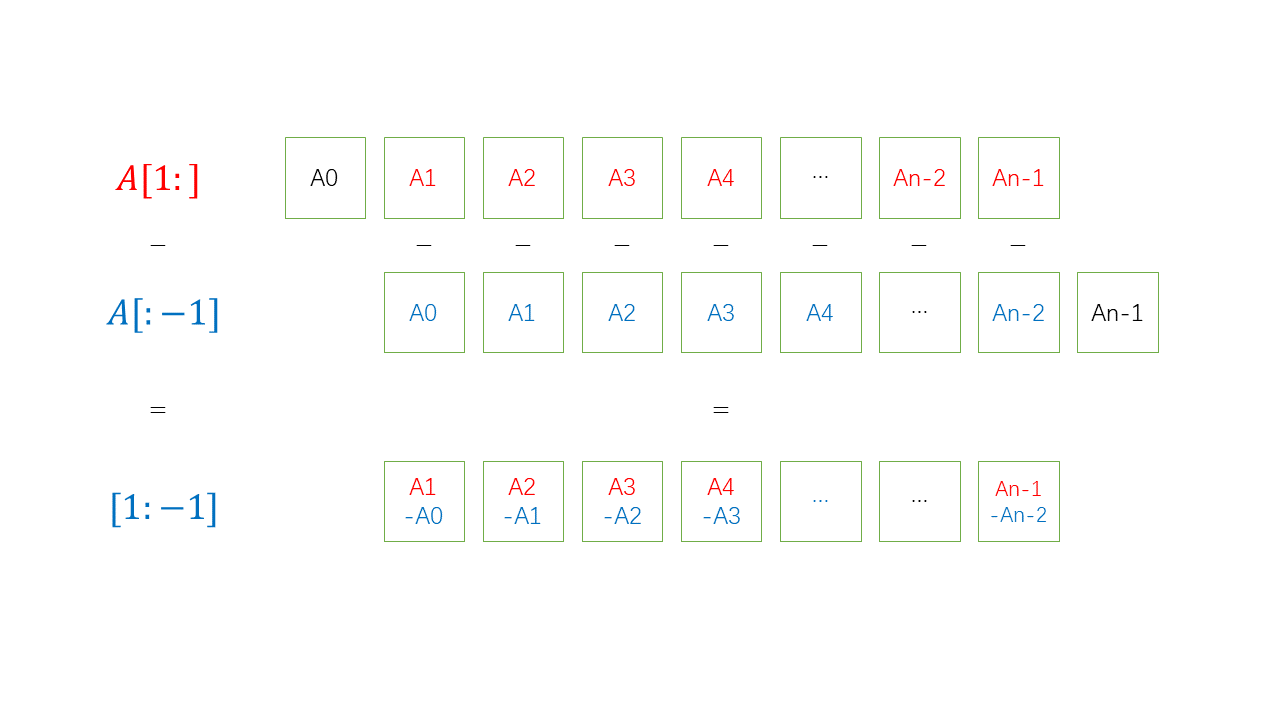 A[1: ] A0 A1 A2 A3 A4 ... An-2 An-1
− − − − − − − −
A[: −1] A0 A1 A2 A3 A4 ... An-2 An-1
= =
[1: −1] A1 A2 A3 A4 ... ... An-1
-A0 -A1 -A2 -A3 -An-2